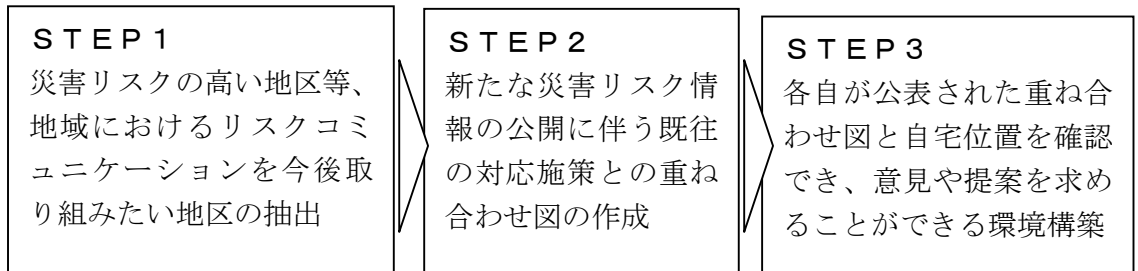 ＳＴＥＰ１
災害リスクの高い地区等、
地域におけるリスクコミ
ュニケーションを今後取
り組みたい地区の抽出
ＳＴＥＰ２
新たな災害リスク情
報の公開に伴う既往
の対応施策との重ね
合わせ図の作成
ＳＴＥＰ３
各自が公表された重ね合
わせ図と自宅位置を確認
でき、意見や提案を求め
ることができる環境構築